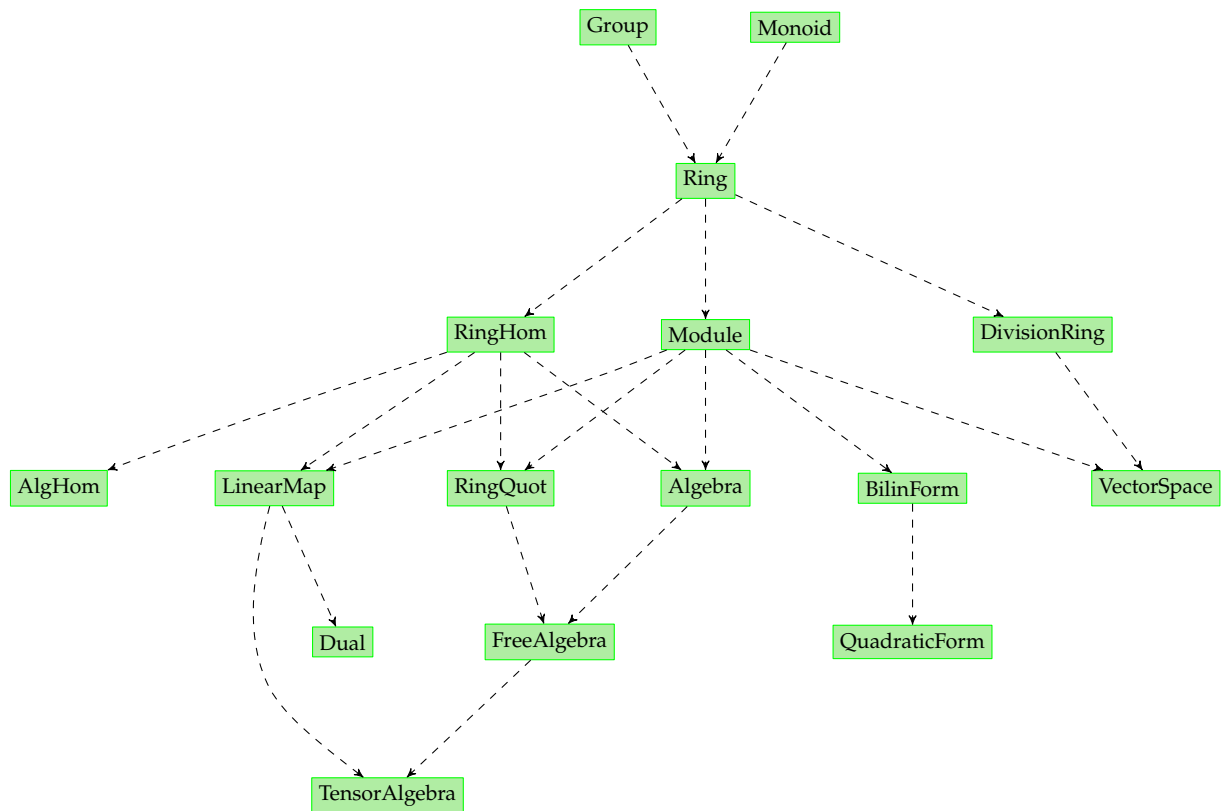 Group
Monoid
Ring
RingHom
Module
DivisionRing
AlgHom
LinearMap
RingQuot
Algebra
BilinForm
VectorSpace
Dual
FreeAlgebra
QuadraticForm
TensorAlgebra